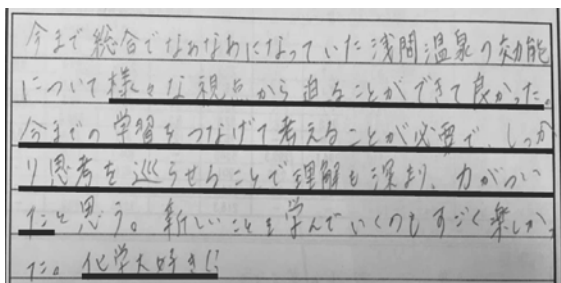 今まで総合でなあなあになっていた浅間温泉の効能
について様々な視点から迫ることができて良かった。
今までの学習をつなげて考えることが必要で、しっか
り思考を巡らせることで理解も深まり、力がつい
たと思う。新しいことを学んでいくのもすごく楽しかっ
た。化学大好き!!